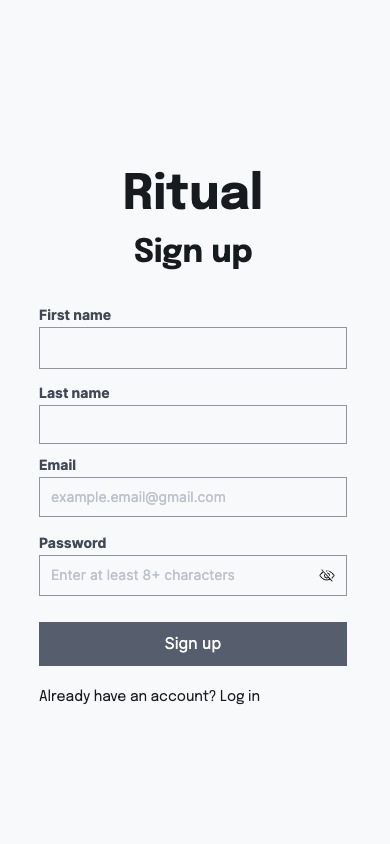 Ritual
Sign up
First name
Last name
Email
example.email@gmail.com
Password
Enter at least 8+ characters
Sign up
Already have an account? Log in